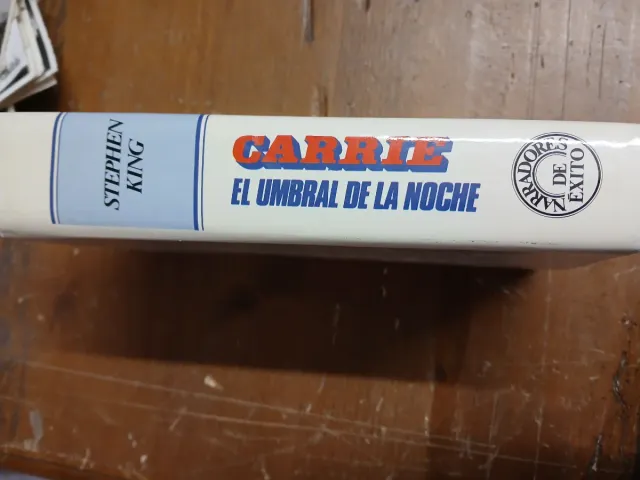 STEPHEN
KING
CARRIE
EL UMBRAL DE LA NOCHE
NARRADORES
DE
ÉXITO